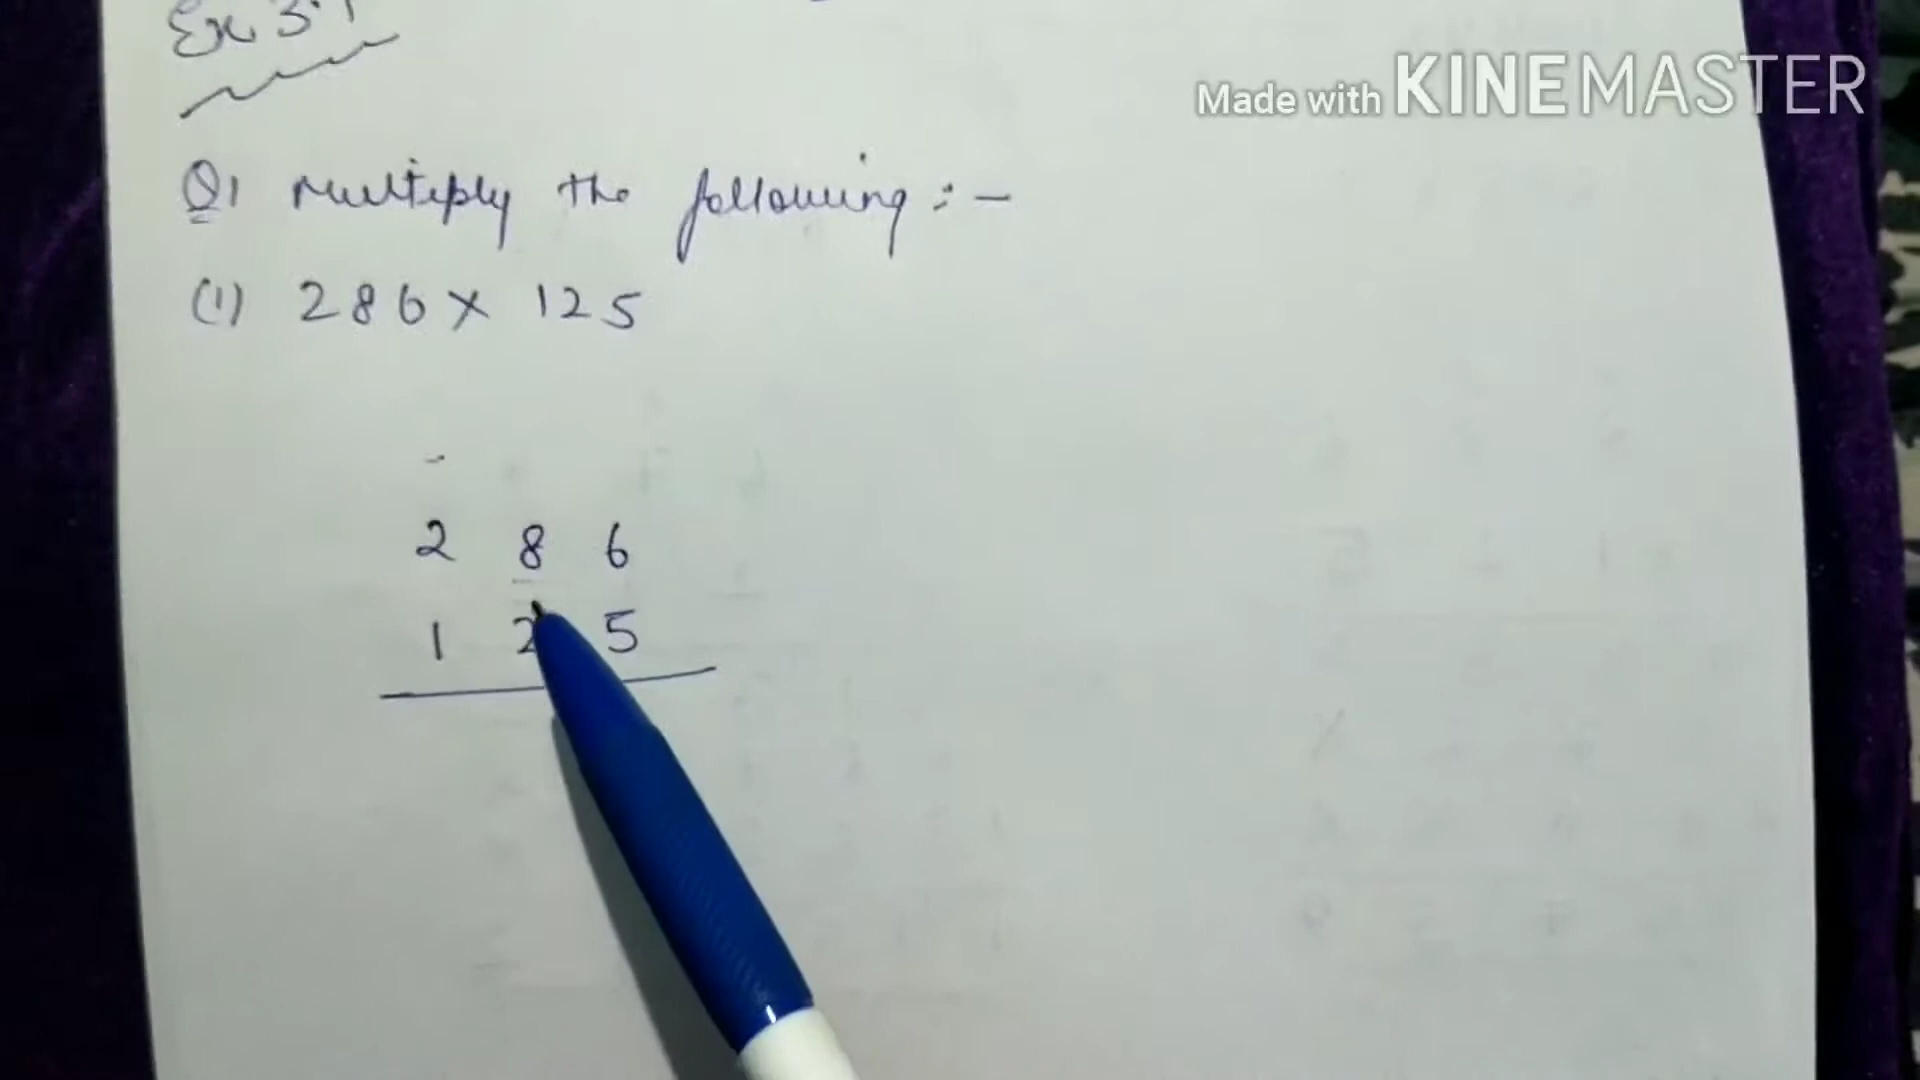 Ex 3.1
Made with KINEMASTER
Q1 Multiply the following :-
(1) 286 × 125
2 8 6
1 2 5